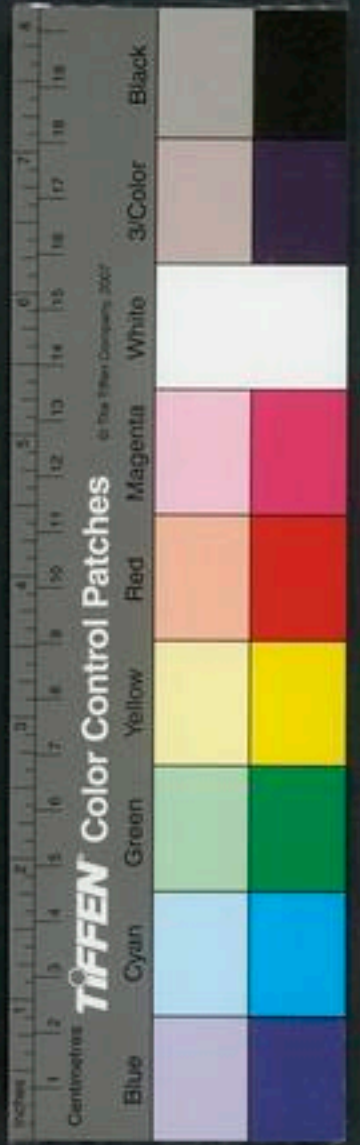 Inches 1 2 3 4 5 6 7 8
Centimetres 1 2 3 4 5 6 7 8 9 10 11 12 13 14 15 16 17 18 19
TIFFEN® Color Control Patches © The Tiffen Company, 2007
Blue Cyan Green Yellow Red Magenta White 3/Color Black